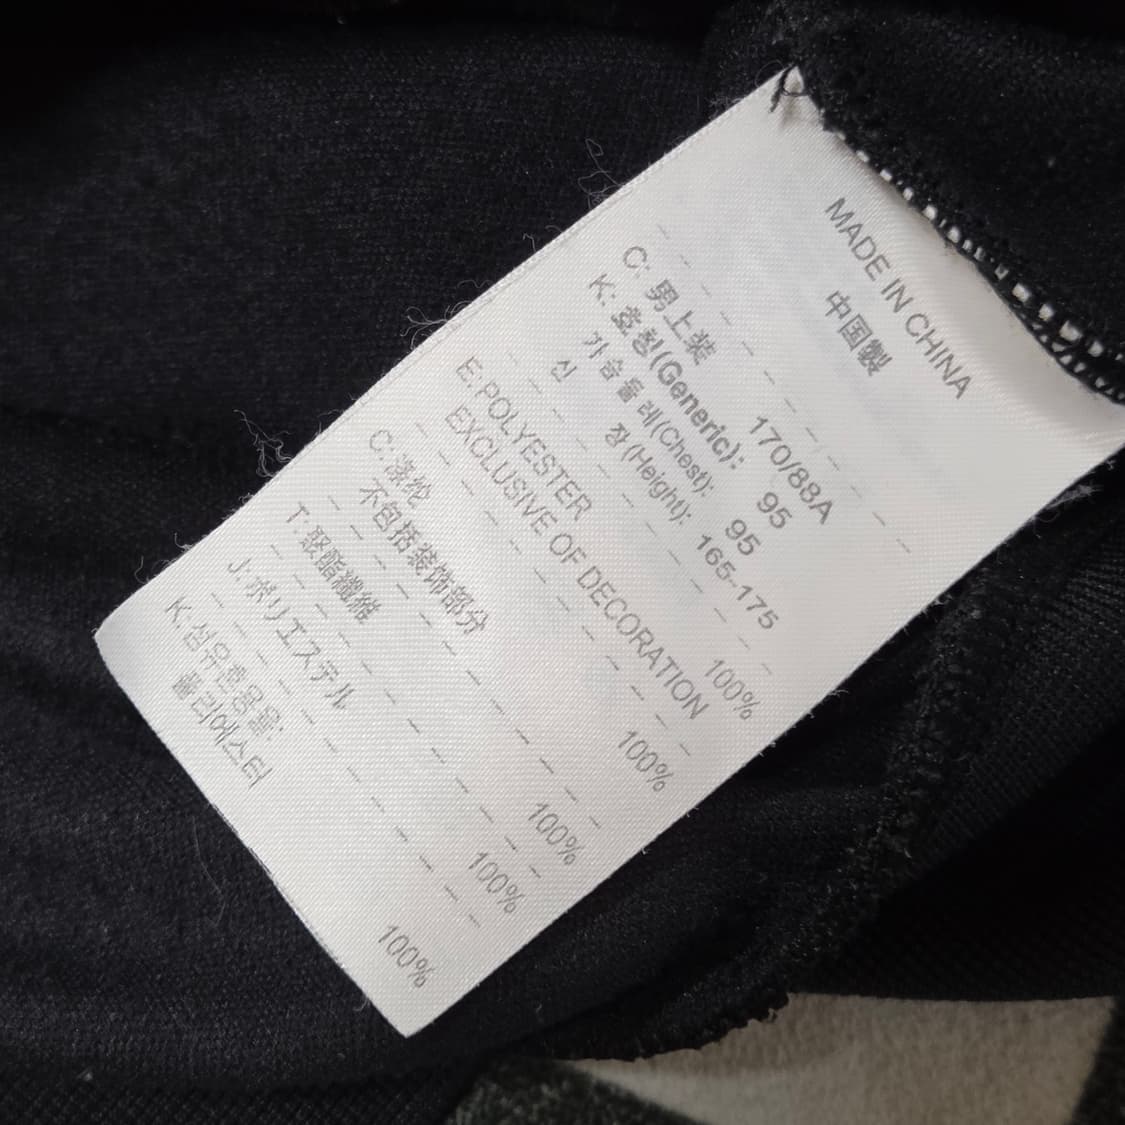 MADE IN CHINA
中国製
C: 男上装 170/88A
K: 호칭(Generic): 95
가슴둘레(Chest): 95
신 장(Height): 165-175
E: POLYESTER 100%
EXCLUSIVE OF DECORATION
C: 涤纶 100%
不包括装饰部分
T: 聚酯纖維 100%
J: ポリエステル 100%
K: 섬유혼용율:
폴리에스터 100%